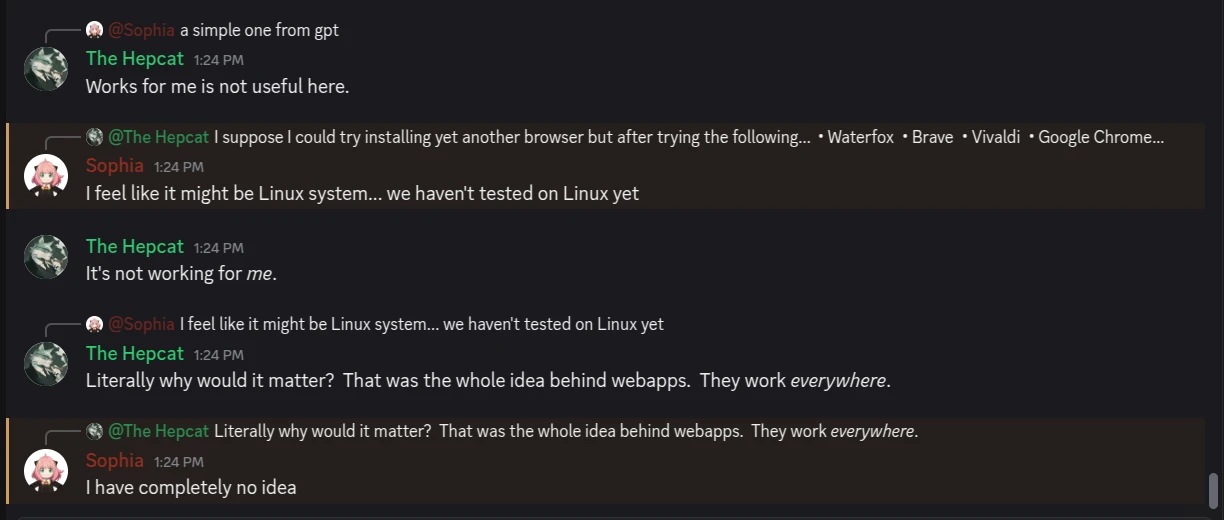 @Sophia a simple one from gpt
The Hepcat 1:24 PM
Works for me is not useful here.
@The Hepcat I suppose I could try installing yet another browser but after trying the following... • Waterfox • Brave • Vivaldi • Google Chrome...
Sophia 1:24 PM
I feel like it might be Linux system... we haven't tested on Linux yet
The Hepcat 1:24 PM
It's not working for me.
@Sophia I feel like it might be Linux system... we haven't tested on Linux yet
The Hepcat 1:24 PM
Literally why would it matter? That was the whole idea behind webapps. They work everywhere.
@The Hepcat Literally why would it matter? That was the whole idea behind webapps. They work everywhere.
Sophia 1:24 PM
I have completely no idea